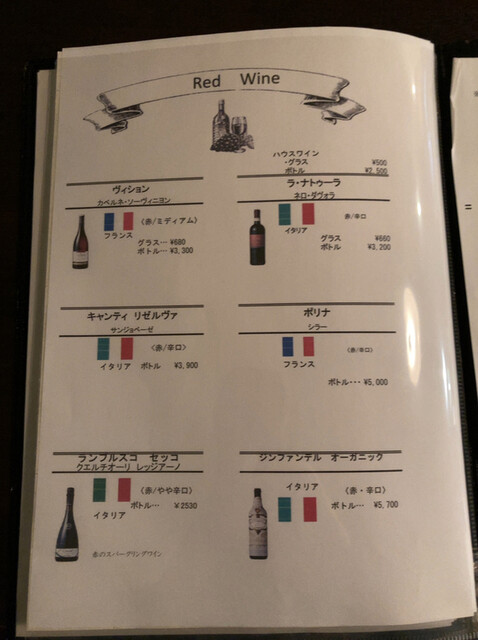 Red Wine
ハウスワイン
・グラス ¥500
ボトル ¥2,500
ヴィション
カベルネ・ソーヴィニヨン
(赤/ミディアム)
フランス
グラス… ¥680
ボトル… ¥3,300
ラ・ナトゥーラ
ネロ・ダヴォラ
赤/辛口
イタリア
グラス ¥660
ボトル ¥3,200
キャンティ リゼルヴァ
サンジョベーゼ
〈赤/辛口〉
イタリア ボトル ¥3,900
ポリナ
シラー
(赤/辛口)
フランス
ボトル・・・ ¥5,000
ランブルスコ セッコ
クエルチオーリ レッジアーノ
(赤/やや辛口)
ボトル… ¥2530
イタリア
赤のスパークリングワイン
ジンファンデル オーガニック
イタリア
(赤・辛口)
ボトル… ¥5,700